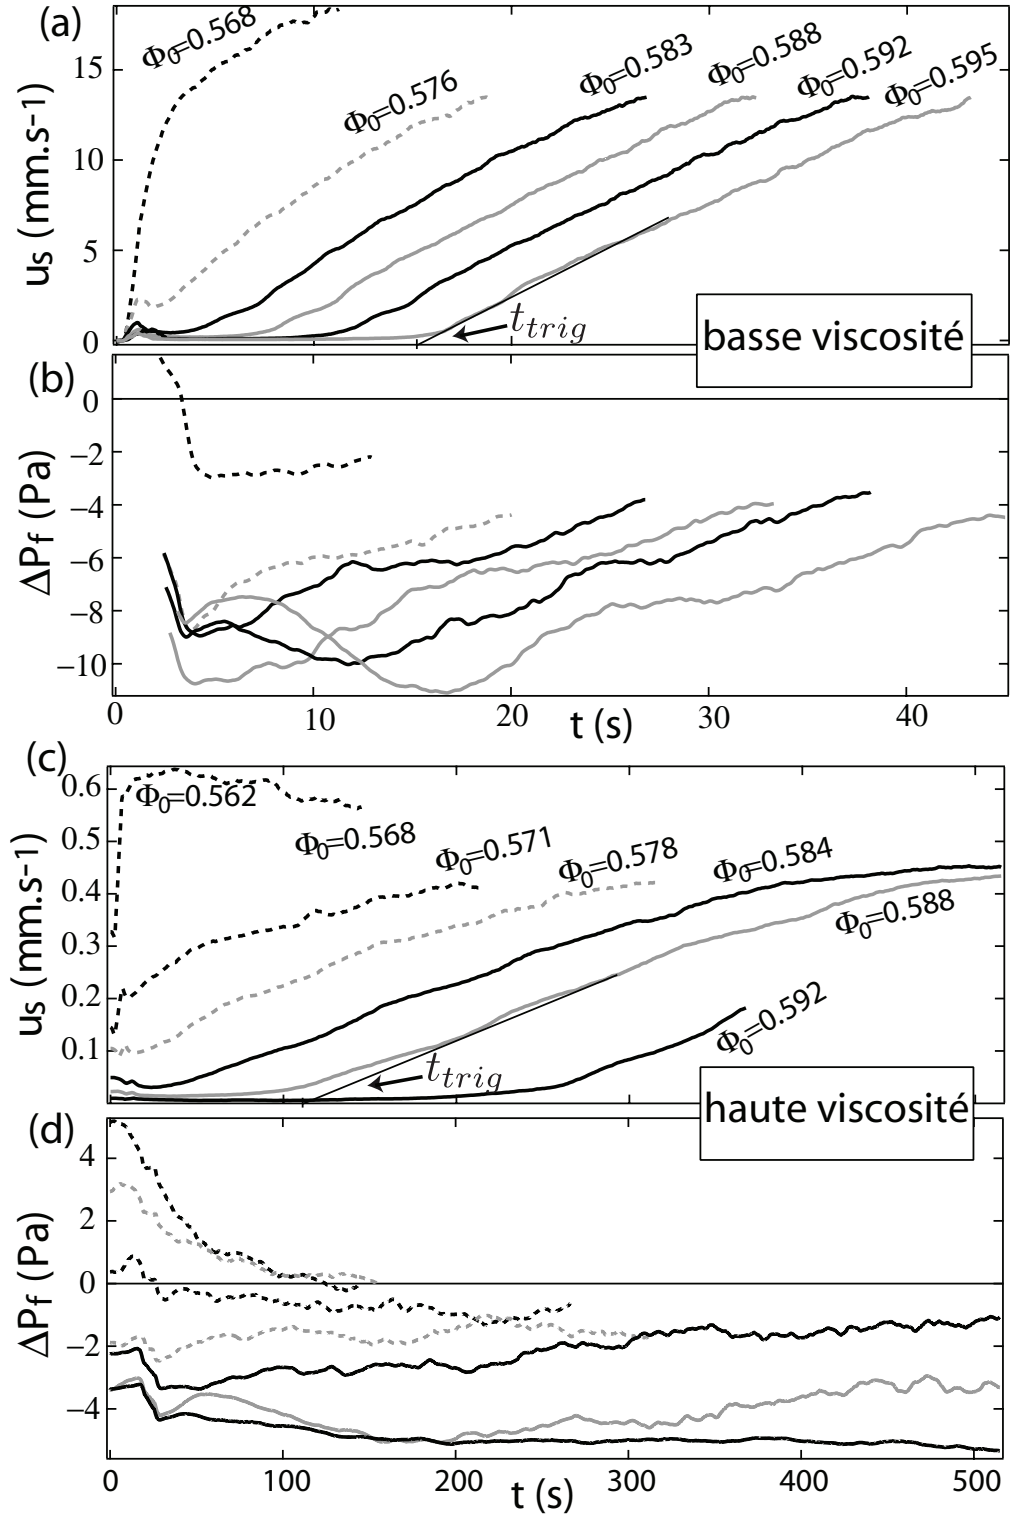 (a)
Φ0=0.568
Φ0=0.576
Φ0=0.583
Φ0=0.588
Φ0=0.592
Φ0=0.595
us (mm.s-1)
15
10
5
0
ttrig
basse viscosité
(b)
ΔPf (Pa)
0
−2
−4
−6
−8
−10
0 10 20 30 40
t (s)
(c)
us (mm.s-1)
0.6
0.5
0.4
0.3
0.2
0.1
Φ0=0.562
Φ0=0.568
Φ0=0.571
Φ0=0.578
Φ0=0.584
Φ0=0.588
Φ0=0.592
ttrig
haute viscosité
(d)
ΔPf (Pa)
4
2
0
−2
−4
0 100 200 300 400 500
t (s)